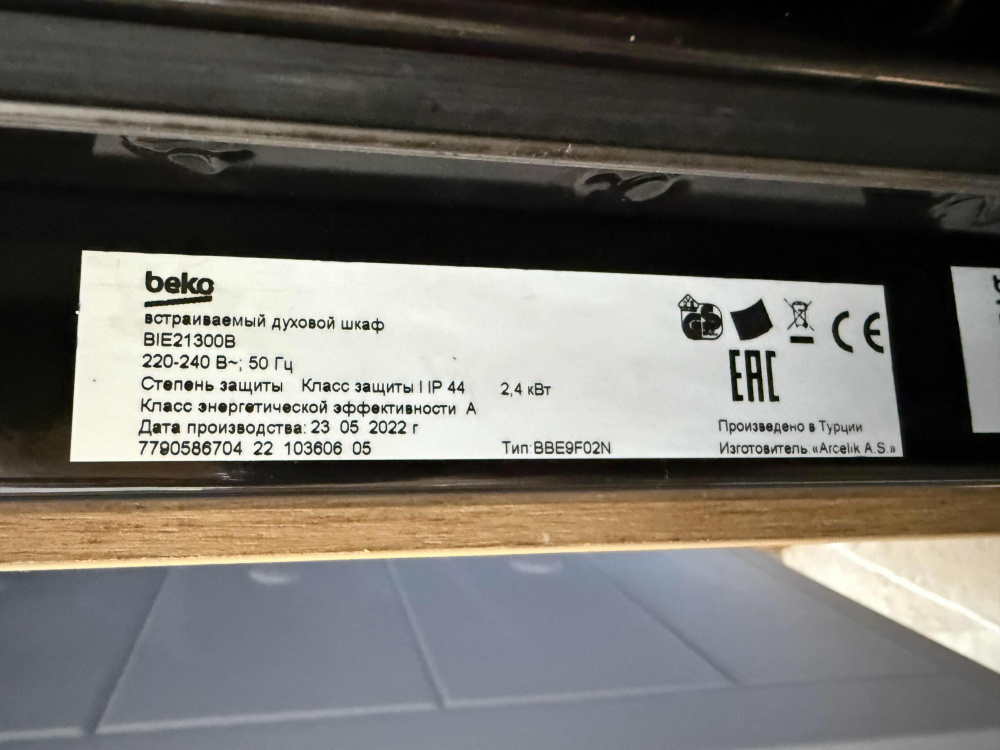 beko
встраиваемый духовой шкаф
BIE21300B
220-240 В~; 50 Гц
Степень защиты Класс защиты I IP 44 2,4 кВт
Класс энергетической эффективности А
Дата производства: 23 05 2022 г
7790586704 22 103606 05
Тип: BBE9F02N
CE
EAC
Произведено в Турции
Изготовитель: «Arcelik A.S.»